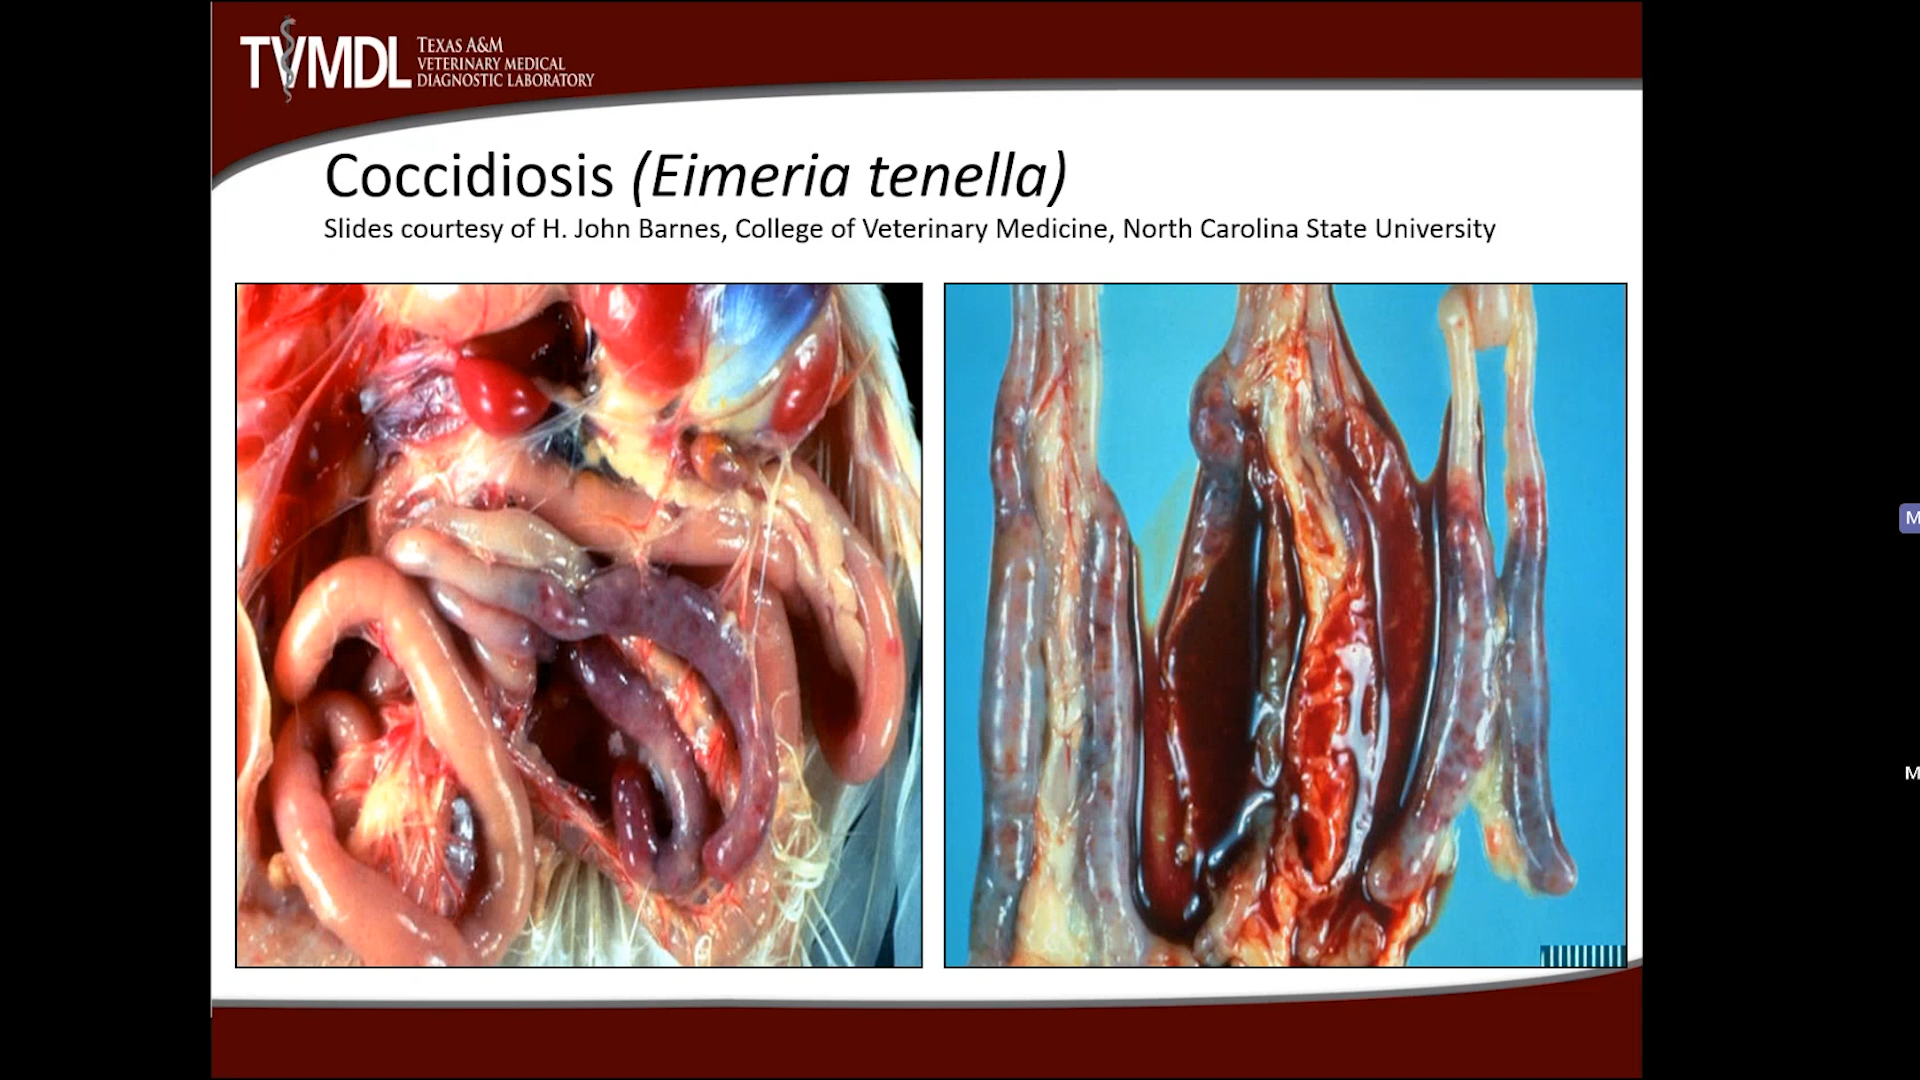 TVMDL
TEXAS A&M
VETERINARY MEDICAL
DIAGNOSTIC LABORATORY
Coccidiosis (Eimeria tenella)
Slides courtesy of H. John Barnes, College of Veterinary Medicine, North Carolina State University
M
M